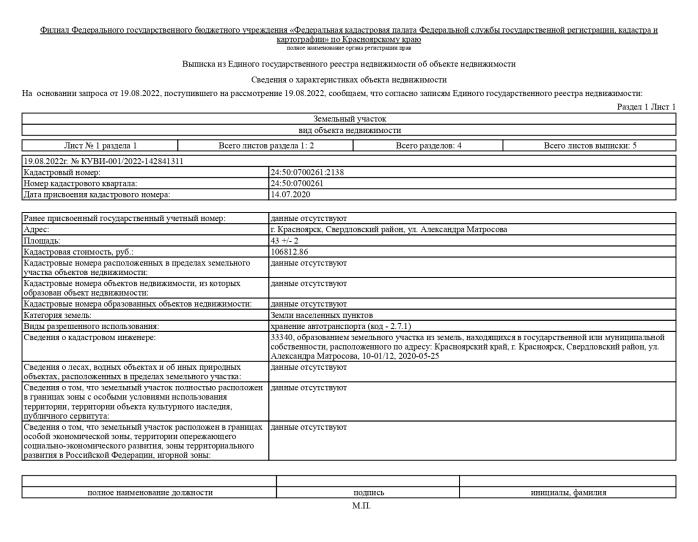 Филиал Федерального государственного бюджетного учреждения «Федеральная кадастровая палата Федеральной службы государственной регистрации, кадастра и
картографии» по Красноярскому краю
полное наименование органа регистрации прав
Выписка из Единого государственного реестра недвижимости об объекте недвижимости
Сведения о характеристиках объекта недвижимости
На основании запроса от 19.08.2022, поступившего на рассмотрение 19.08.2022, сообщаем, что согласно записям Единого государственного реестра недвижимости:
Раздел 1 Лист 1
Земельный участок
вид объекта недвижимости
Лист № 1 раздела 1 Всего листов раздела 1: 2 Всего разделов: 4 Всего листов выписки: 5
19.08.2022г. № КУВИ-001/2022-142841311
Кадастровый номер: 24:50:0700261:2138
Номер кадастрового квартала: 24:50:0700261
Дата присвоения кадастрового номера: 14.07.2020
Ранее присвоенный государственный учетный номер: данные отсутствуют
Адрес: г. Красноярск, Свердловский район, ул. Александра Матросова
Площадь: 43 +/- 2
Кадастровая стоимость, руб.: 106812.86
Кадастровые номера расположенных в пределах земельного данные отсутствуют
участка объектов недвижимости:
Кадастровые номера объектов недвижимости, из которых данные отсутствуют
образован объект недвижимости:
Кадастровые номера образованных объектов недвижимости: данные отсутствуют
Категория земель: Земли населенных пунктов
Виды разрешенного использования: хранение автотранспорта (код - 2.7.1)
Сведения о кадастровом инженере: 33340, образованием земельного участка из земель, находящихся в государственной или муниципальной
собственности, расположенного по адресу: Красноярский край, г. Красноярск, Свердловский район, ул.
Александра Матросова, 10-01/12, 2020-05-25
Сведения о лесах, водных объектах и об иных природных данные отсутствуют
объектах, расположенных в пределах земельного участка:
Сведения о том, что земельный участок полностью расположен данные отсутствуют
в границах зоны с особыми условиями использования
территории, территории объекта культурного наследия,
публичного сервитута:
Сведения о том, что земельный участок расположен в границах данные отсутствуют
особой экономической зоны, территории опережающего
социально-экономического развития, зоны территориального
развития в Российской Федерации, игорной зоны:
полное наименование должности подпись инициалы, фамилия
М.П.